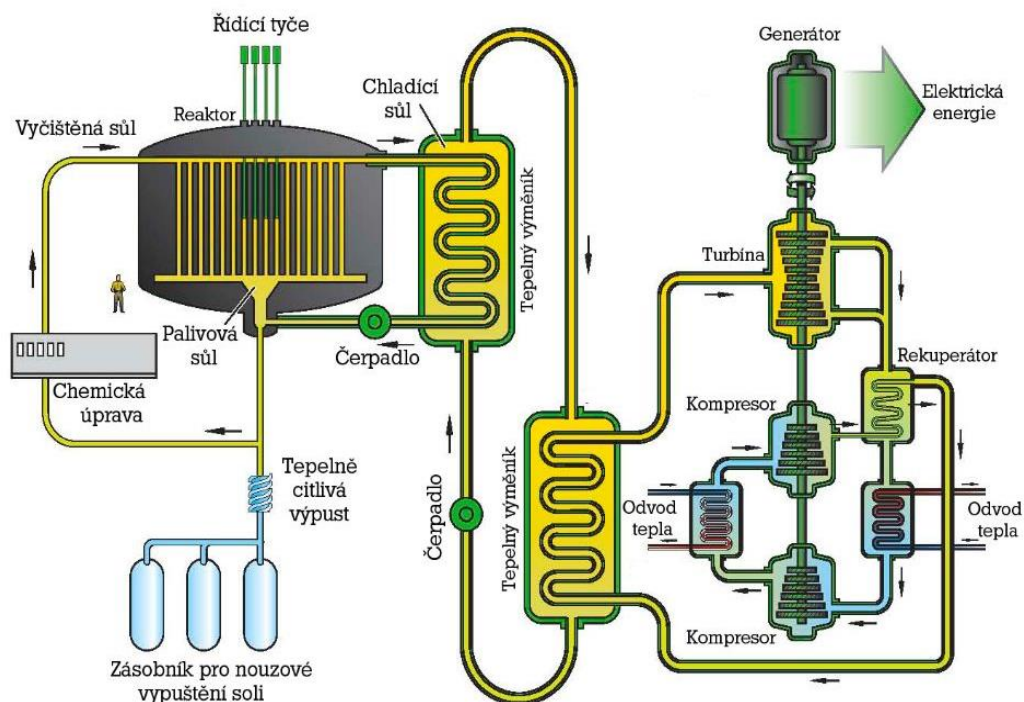 Řídící tyče
Generátor
Chladící
sůl
Elektrická
energie
Reaktor
Vyčištěná sůl
Tepelný výměník
Turbína
Palivová
sůl
Čerpadlo
Rekuperátor
Chemická
úprava
Kompresor
Tepelně
citlivá
výpust
Čerpadlo
Tepelný výměník
Odvod
tepla
Odvod
tepla
Kompresor
Zásobník pro nouzové
vypuštění soli